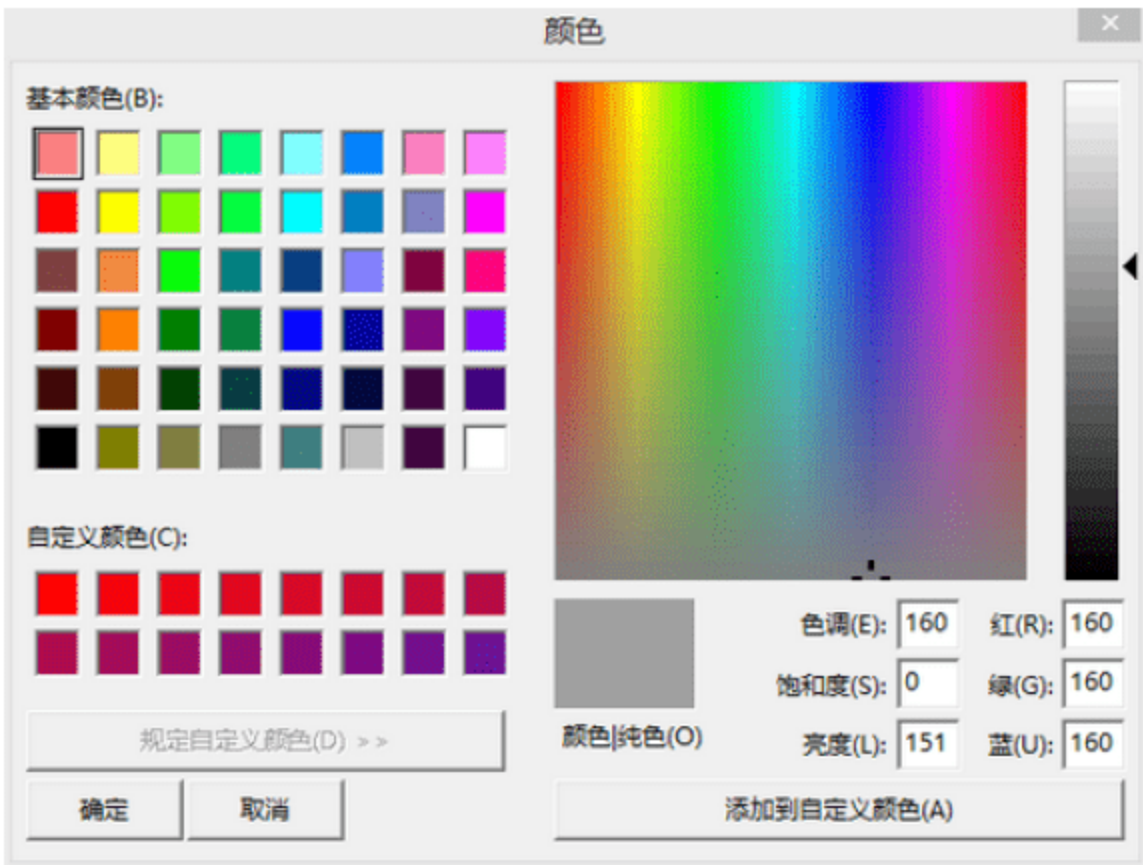 颜色
基本颜色(B):
自定义颜色(C):
规定自定义颜色(D) >>
确定 取消
颜色|纯色(O)
色调(E): 160 红(R): 160
饱和度(S): 0 绿(G): 160
亮度(L): 151 蓝(U): 160
添加到自定义颜色(A)